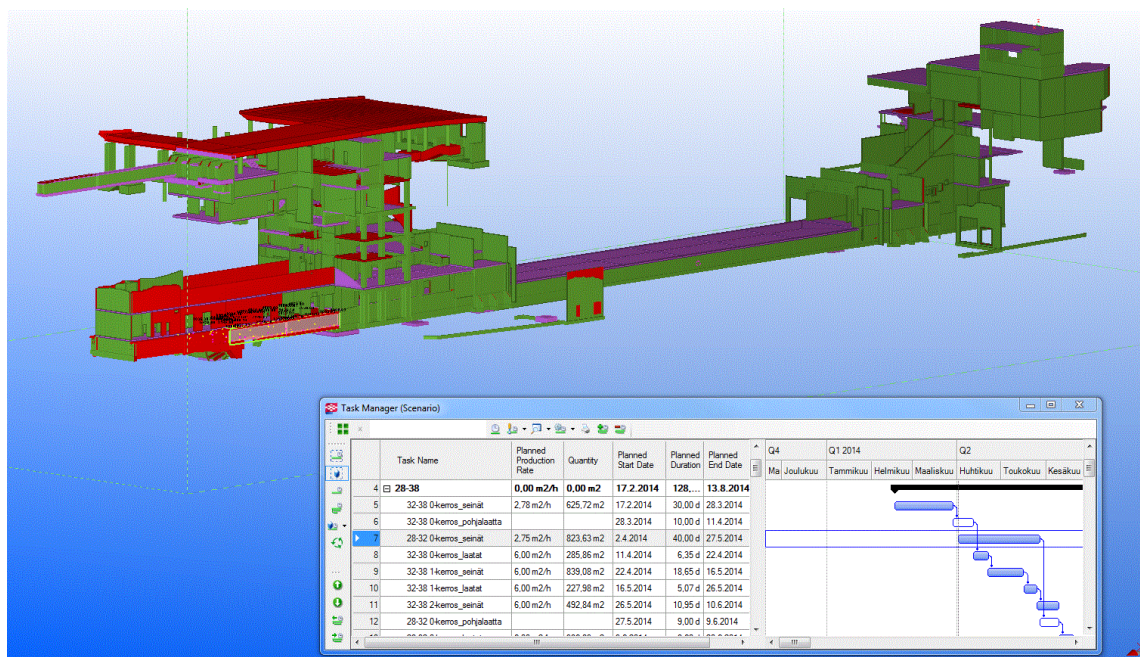 Task Manager (Scenario)
Task Name Planned Production Rate Quantity Planned Start Date Planned Duration Planned End Date
Q4 Q1 2014 Q2
Ma Joulukuu Tammikuu Helmikuu Maaliskuu Huhtikuu Toukokuu Kesäkuu
4 28-38 0,00 m2/h 0,00 m2 17.2.2014 128,... 13.8.2014
5 32-38 0-kerros_seinät 2,78 m2/h 625,72 m2 17.2.2014 30,00 d 28.3.2014
6 32-38 0-kerros_pohjalaatta 28.3.2014 10,00 d 11.4.2014
7 28-32 0-kerros_seinät 2,75 m2/h 823,63 m2 2.4.2014 40,00 d 27.5.2014
8 32-38 0-kerros_laatat 6,00 m2/h 285,86 m2 11.4.2014 6,35 d 22.4.2014
9 32-38 1-kerros_seinät 6,00 m2/h 839,08 m2 22.4.2014 18,65 d 16.5.2014
10 32-38 1-kerros_laatat 6,00 m2/h 227,98 m2 16.5.2014 5,07 d 26.5.2014
11 32-38 2-kerros_seinät 6,00 m2/h 492,84 m2 26.5.2014 10,95 d 10.6.2014
12 28-32 0-kerros_pohjalaatta 27.5.2014 9,00 d 9.6.2014